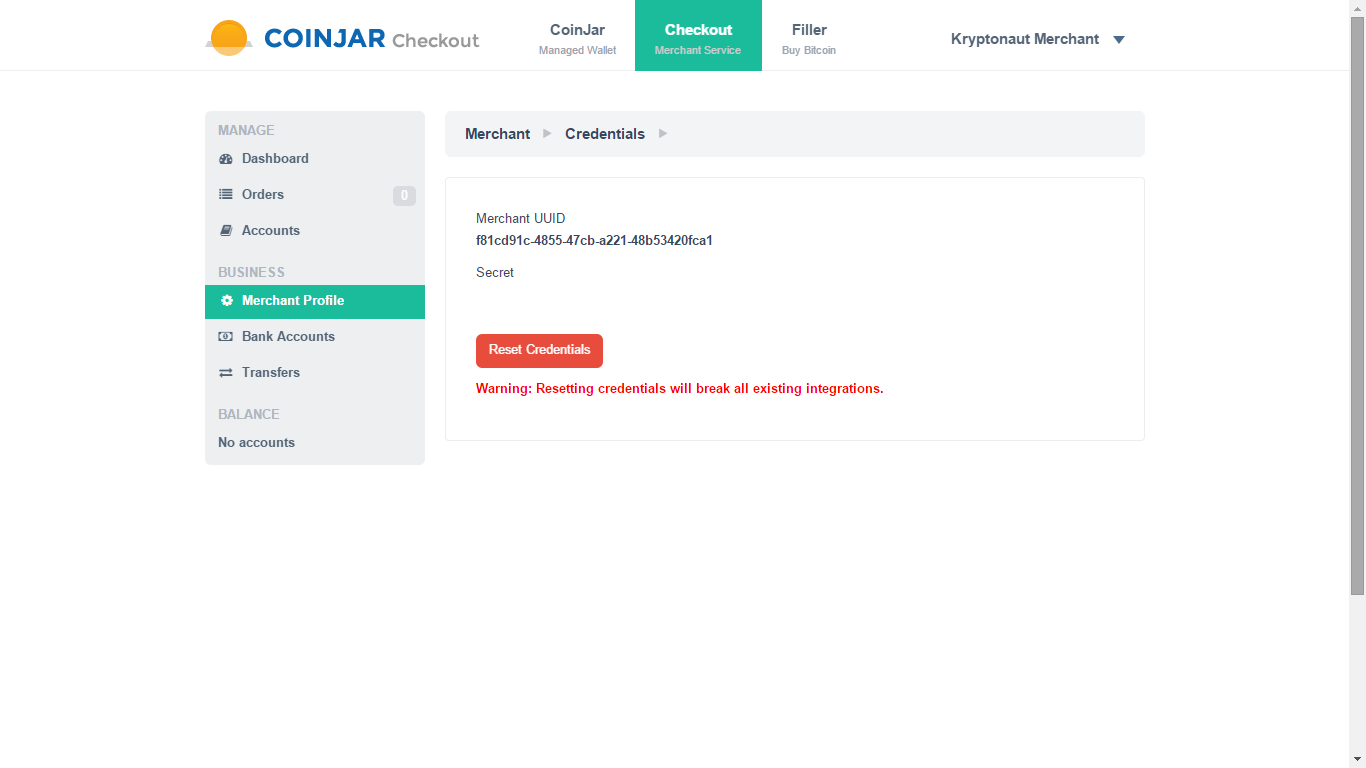 COINJAR Checkout
CoinJar
Managed Wallet
Checkout
Merchant Service
Filler
Buy Bitcoin
Kryptonaut Merchant
MANAGE
Dashboard
Orders 0
Accounts
BUSINESS
Merchant Profile
Bank Accounts
Transfers
BALANCE
No accounts
Merchant Credentials
Merchant UUID
f81cd91c-4855-47cb-a221-48b53420fca1
Secret
Reset Credentials
Warning: Resetting credentials will break all existing integrations.